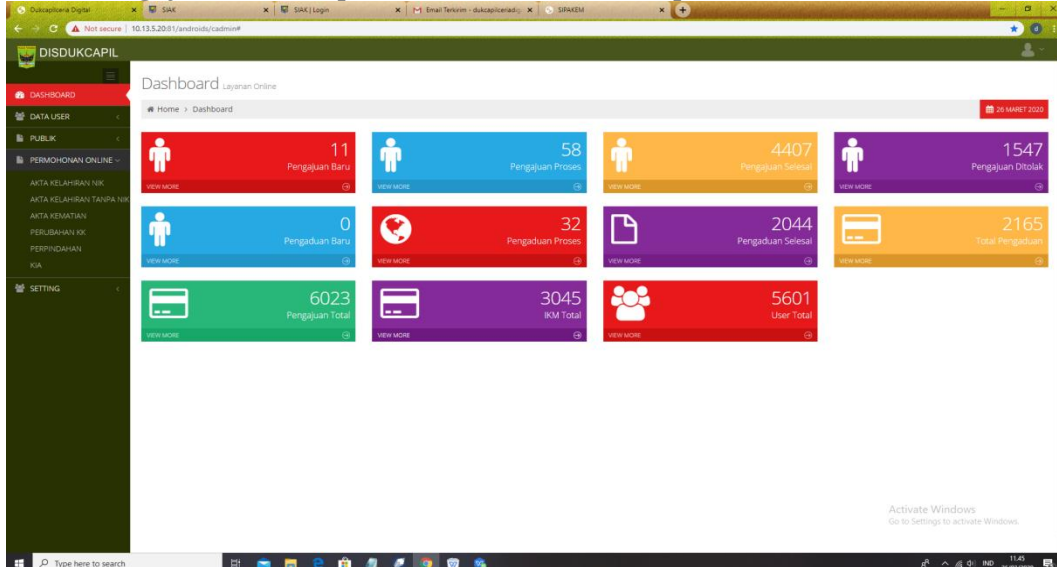 Dukcapilceria Digital
SIAK
SIAK | Login
Email Terkirim - dukcapilceriadi
SIPAKEM
Not secure | 10.13.5.20:81/androids/cadmin#
DISDUKCAPIL
Dashboard Layanan Online
Home > Dashboard
26 MARET 2020
DASHBOARD
DATA USER
PUBLIK
PERMOHONAN ONLINE
AKTA KELAHIRAN NIK
AKTA KELAHIRAN TANPA NIK
AKTA KEMATIAN
PERUBAHAN KK
PERPINDAHAN
KIA
SETTING
11
Pengajuan Baru
VIEW MORE
58
Pengajuan Proses
VIEW MORE
4407
Pengajuan Selesai
VIEW MORE
1547
Pengajuan Ditolak
VIEW MORE
0
Pengaduan Baru
VIEW MORE
32
Pengaduan Proses
VIEW MORE
2044
Pengaduan Selesai
VIEW MORE
2165
Total Pengaduan
VIEW MORE
6023
Pengajuan Total
VIEW MORE
3045
IKM Total
VIEW MORE
5601
User Total
VIEW MORE
Activate Windows
Go to Settings to activate Windows.
Type here to search
IND
11.45